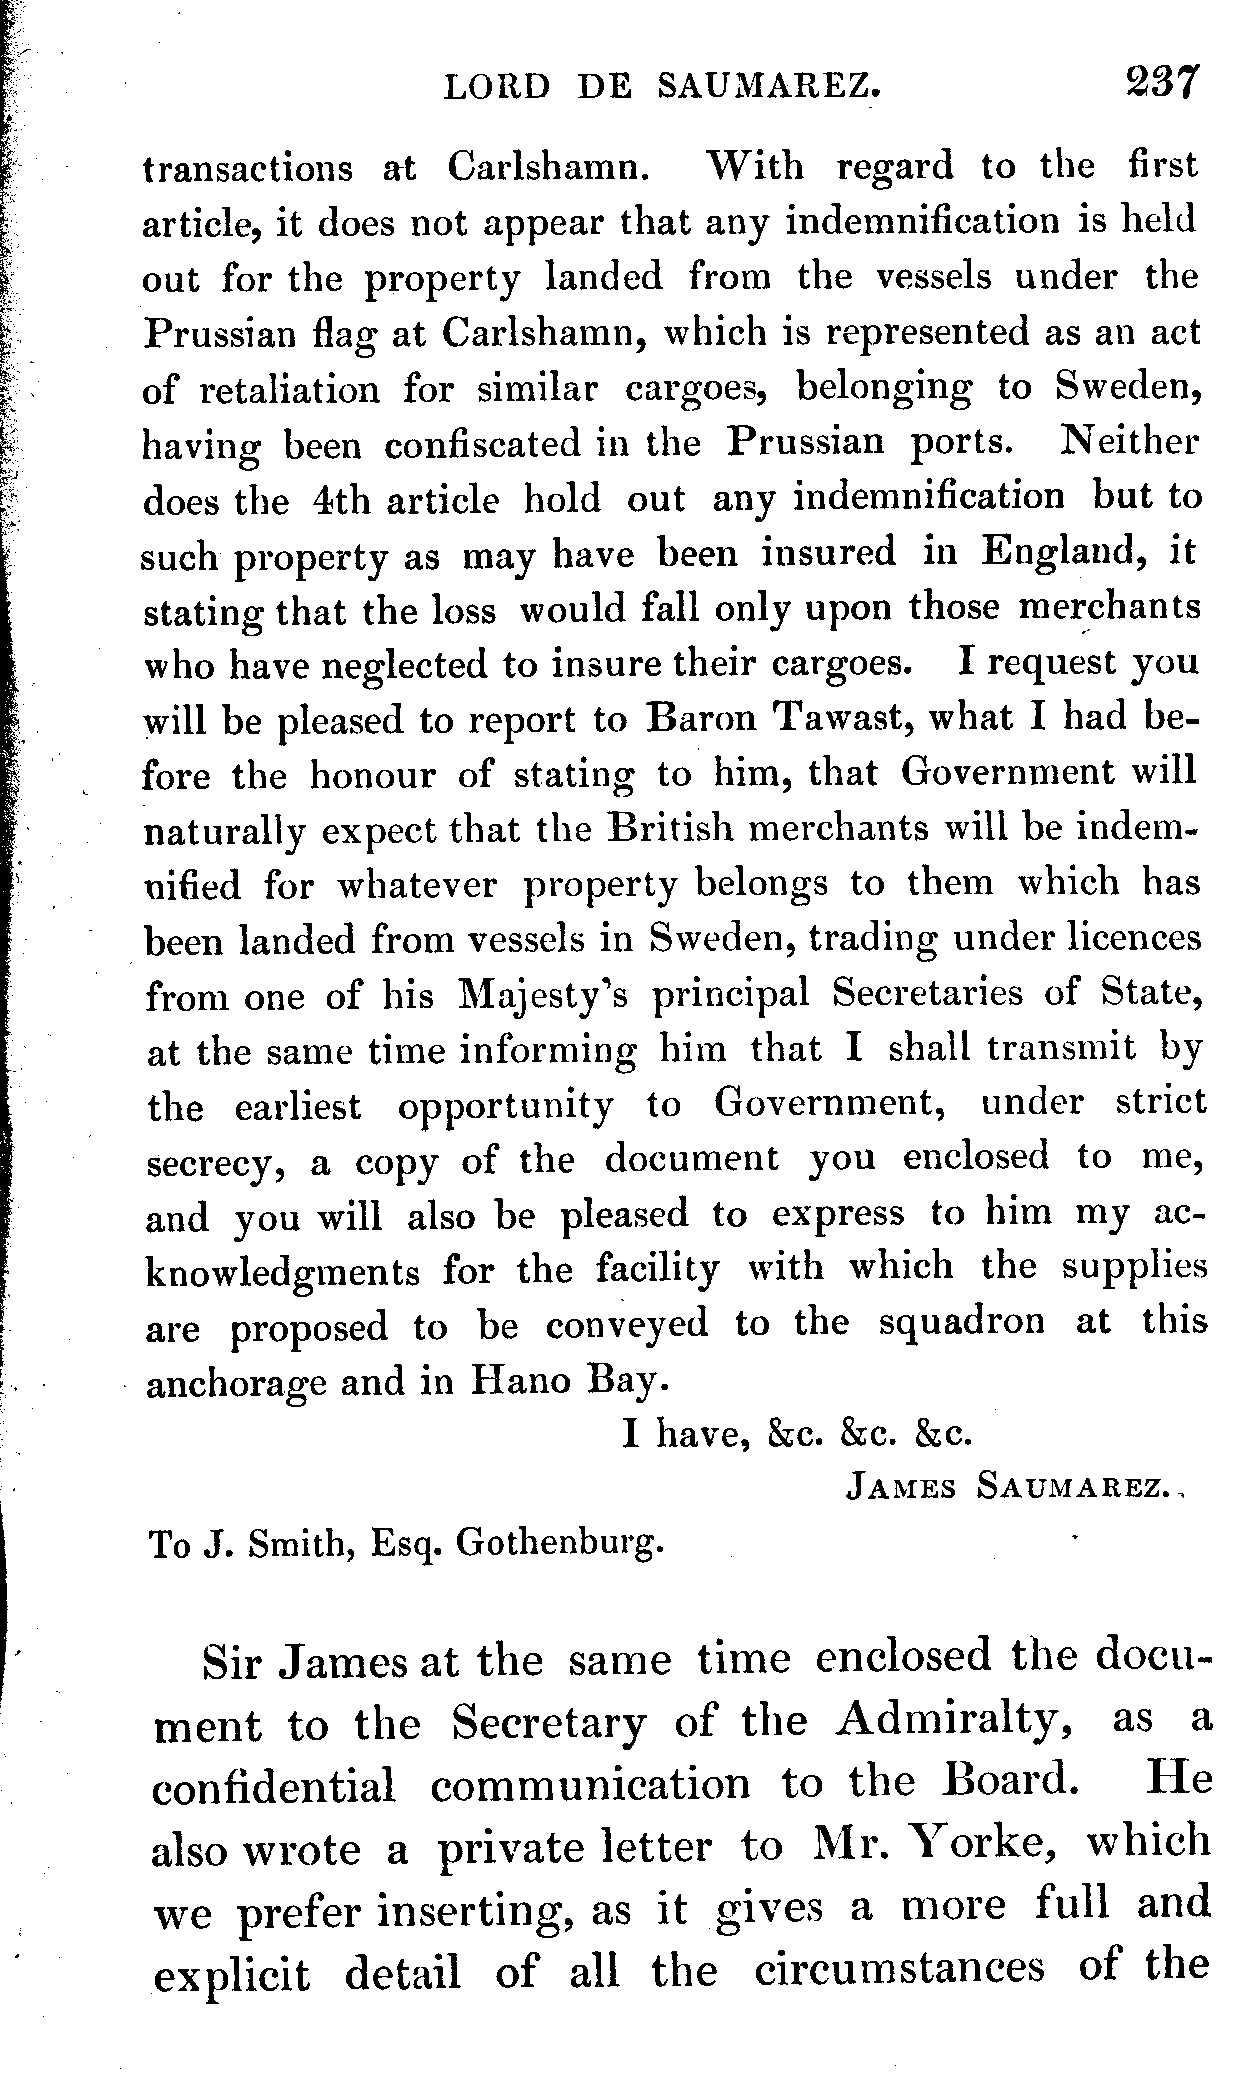 LORD DE SAUMAREZ. 237
transactions at Carlshamn. With regard to the first
article, it does not appear that any indemnification is held
out for the property landed from the vessels under the
Prussian flag at Carlshamn, which is represented as an act
of retaliation for similar cargoes, belonging to Sweden,
having been confiscated in the Prussian ports. Neither
does the 4th article hold out any indemnification but to
such property as may have been insured in England, it
stating that the loss would fall only upon those merchants
who have neglected to insure their cargoes. I request you
will be pleased to report to Baron Tawast, what I had be-
fore the honour of stating to him, that Government will
naturally expect that the British merchants will be indem-
nified for whatever property belongs to them which has
been landed from vessels in Sweden, trading under licences
from one of his Majesty's principal Secretaries of State,
at the same time informing him that I shall transmit by
the earliest opportunity to Government, under strict
secrecy, a copy of the document you enclosed to me,
and you will also be pleased to express to him my ac-
knowledgments for the facility with which the supplies
are proposed to be conveyed to the squadron at this
anchorage and in Hano Bay.
I have, &c. &c. &c.
JAMES SAUMAREZ.
To J. Smith, Esq. Gothenburg.
Sir James at the same time enclosed the docu-
ment to the Secretary of the Admiralty, as a
confidential communication to the Board. He
also wrote a private letter to Mr. Yorke, which
we prefer inserting, as it gives a more full and
explicit detail of all the circumstances of the